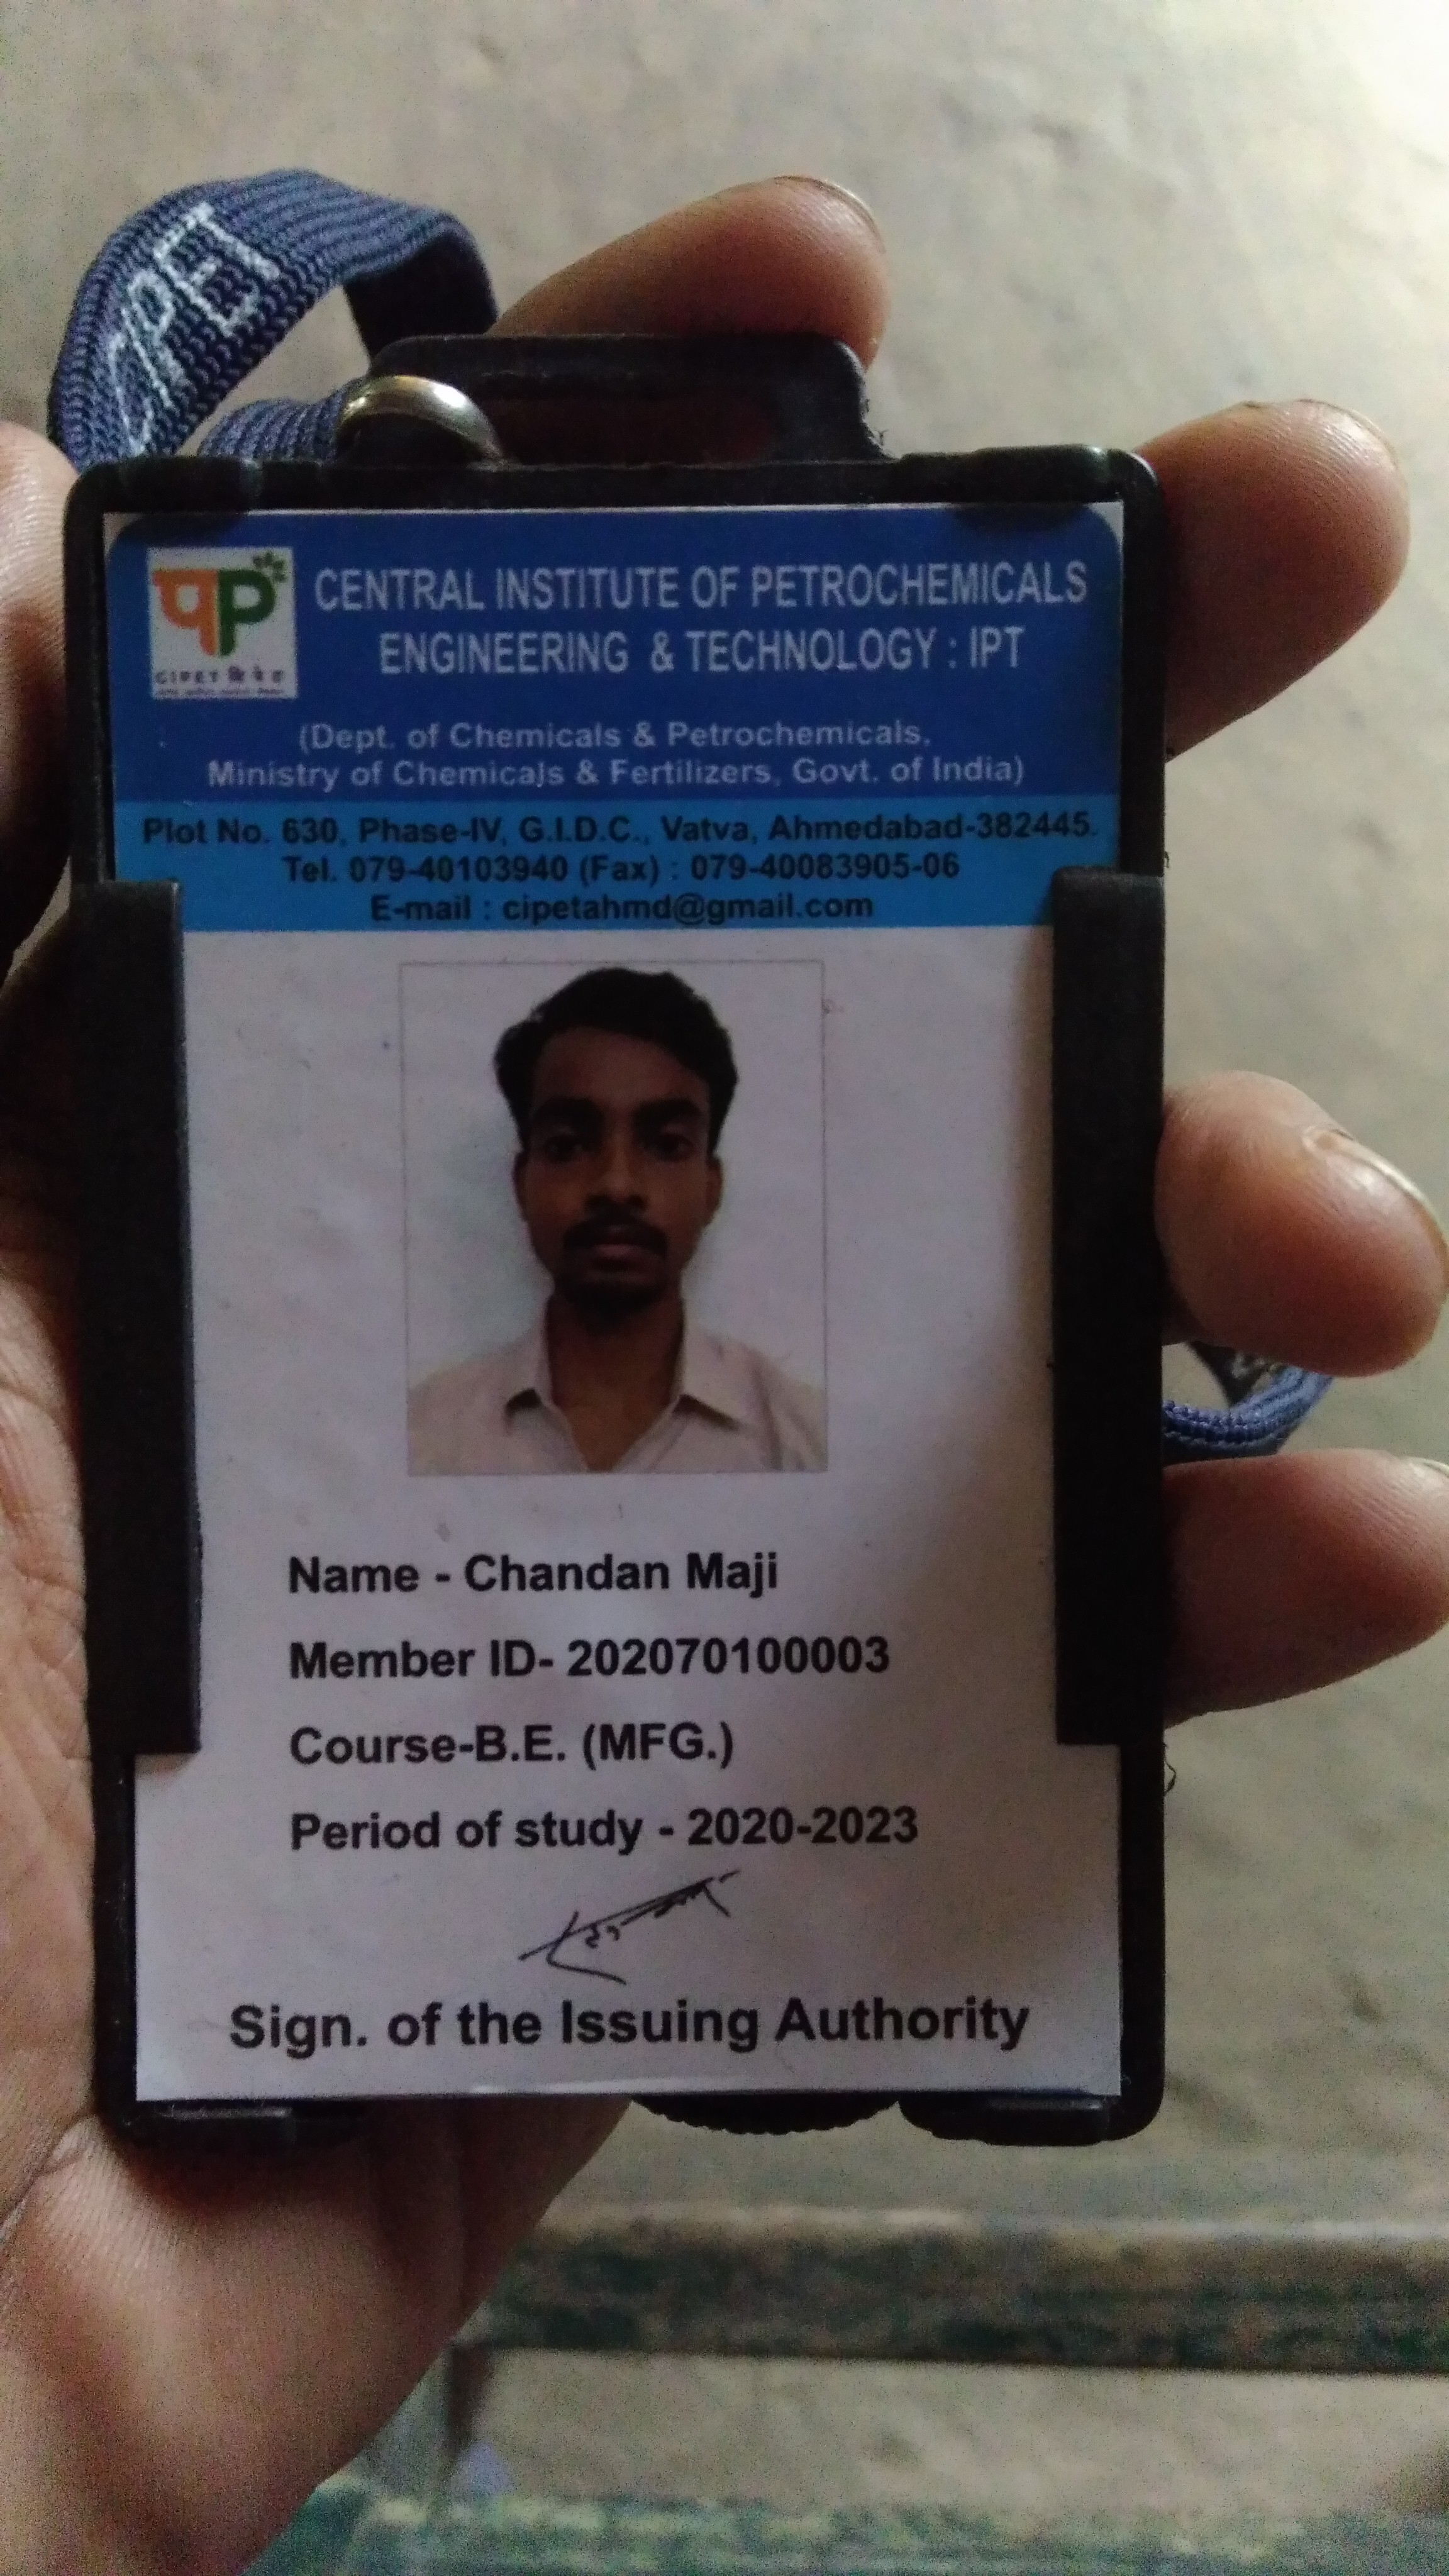 CIPET
CENTRAL INSTITUTE OF PETROCHEMICALS
ENGINEERING & TECHNOLOGY : IPT
CIPET सिपेट
(Dept. of Chemicals & Petrochemicals,
Ministry of Chemicals & Fertilizers, Govt. of India)
Plot No. 630, Phase-IV, G.I.D.C., Vatva, Ahmedabad-382445.
Tel. 079-40103940 (Fax) : 079-40083905-06
E-mail : cipetahmd@gmail.com
Name - Chandan Maji
Member ID- 202070100003
Course-B.E. (MFG.)
Period of study - 2020-2023
Sign. of the Issuing Authority